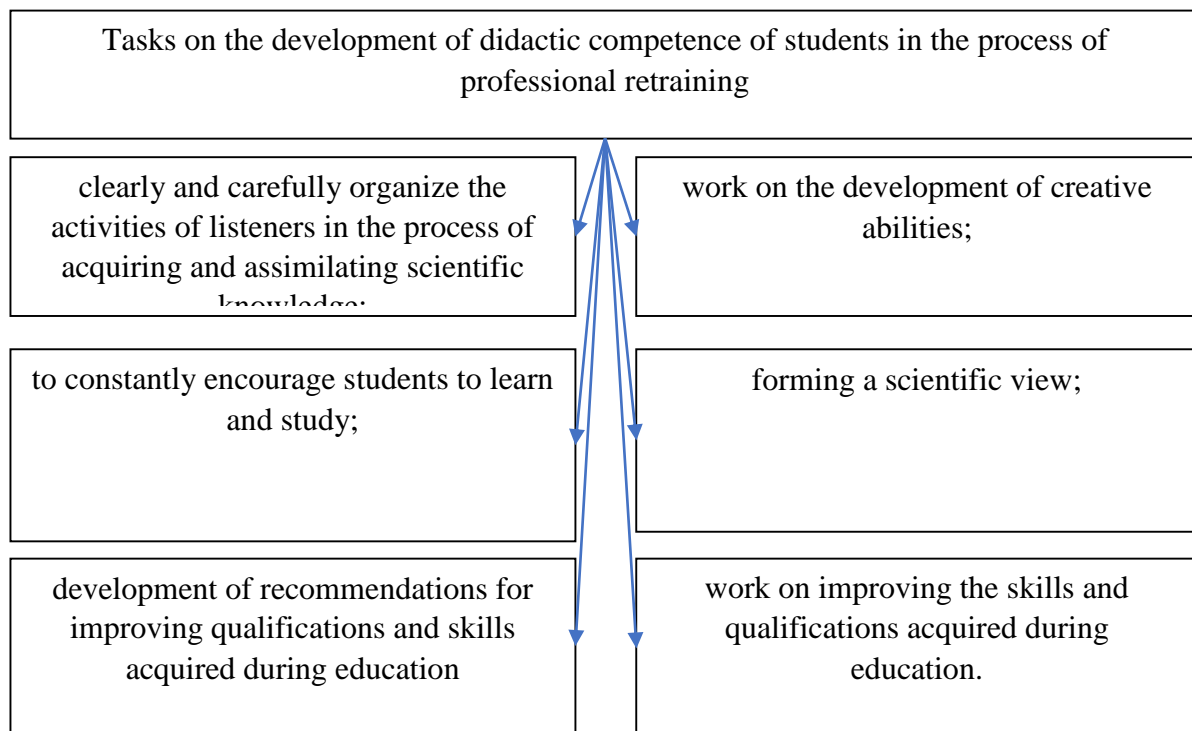 Tasks on the development of didactic competence of students in the process of
professional retraining
clearly and carefully organize the
activities of listeners in the process of
acquiring and assimilating scientific
knowledge;
work on the development of creative
abilities;
to constantly encourage students to learn
and study;
forming a scientific view;
development of recommendations for
improving qualifications and skills
acquired during education
work on improving the skills and
qualifications acquired during
education.